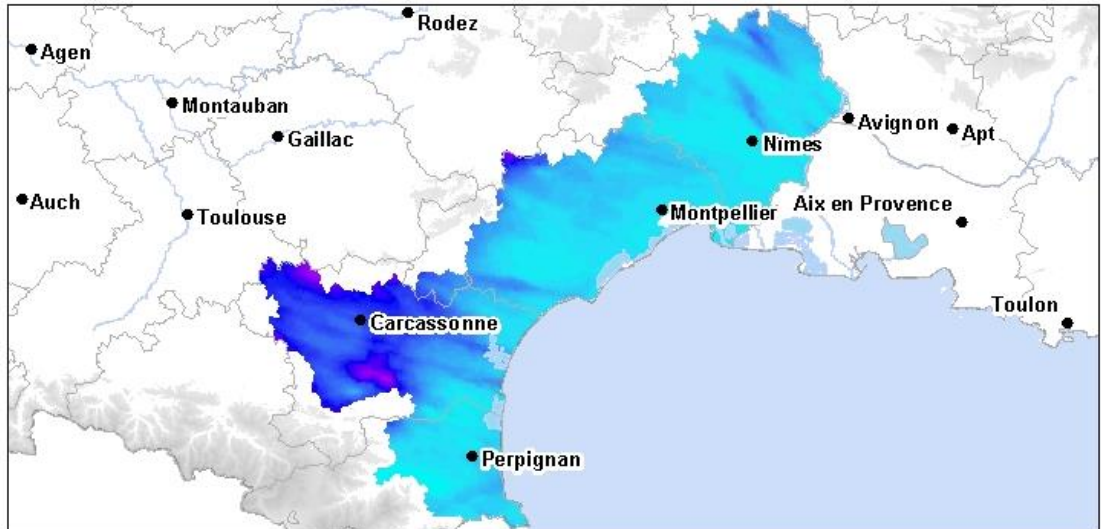 Rodez
Agen
Montauban
Gaillac
Avignon
Apt
Nîmes
Auch
Toulouse
Montpellier
Aix en Provence
Toulon
Carcassonne
Perpignan